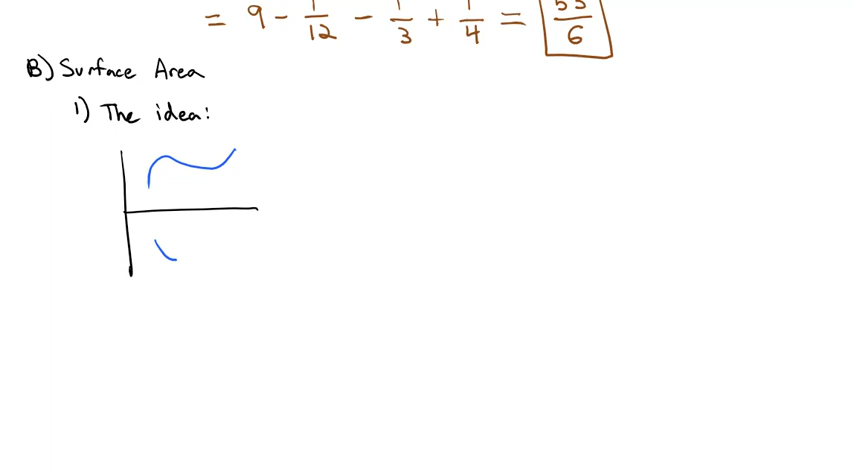 = 9 - 1/12 - 1/3 + 1/4 = 53/6
B) Surface Area
1) The idea: